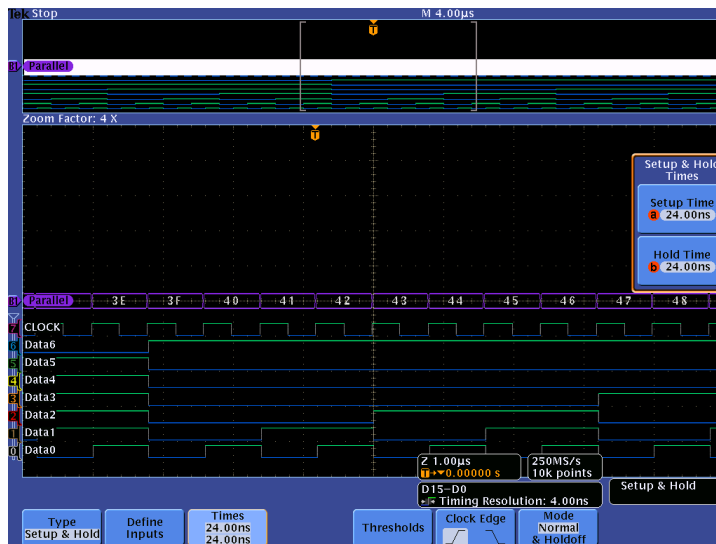 Tek Stop M 4.00µs
T
B1 Parallel
Zoom Factor: 4 X
T
Setup & Hold
Times
Setup Time
a 24.00ns
Hold Time
b 24.00ns
B1 Parallel 3E 3F 40 41 42 43 44 45 46 47 48
7 CLOCK
6 Data6
5 Data5
4 Data4
3 Data3
2 Data2
1 Data1
0 Data0
Z 1.00µs
T→▼0.00000 s
250MS/s
10k points
D15-D0
Timing Resolution: 4.00ns
Setup & Hold
Type
Setup & Hold
Define
Inputs
Times
24.00ns
24.00ns
Thresholds
Clock Edge
Mode
Normal
& Holdoff